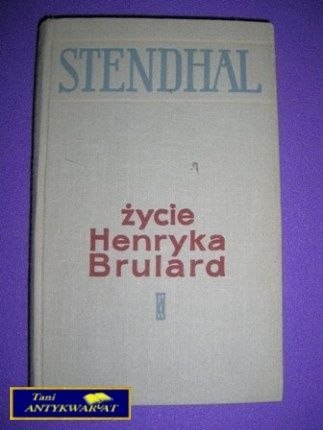 STENDHAL
życie
Henryka
Brulard
Tani
ANTYKWARIAT